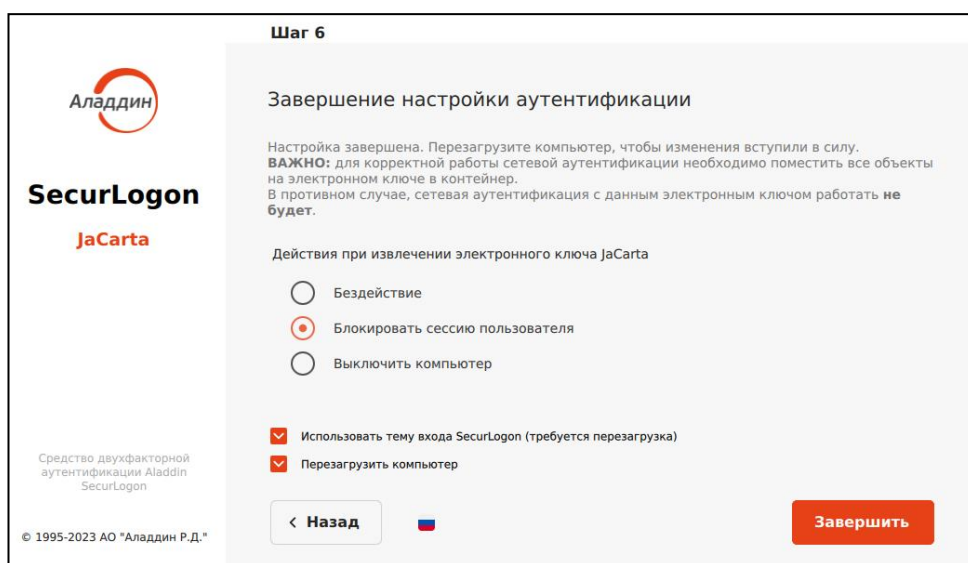 Шаг 6
Аладдин
SecurLogon
JaCarta
Средство двухфакторной
аутентификации Aladdin
SecurLogon
© 1995-2023 АО "Аладдин Р.Д."
Завершение настройки аутентификации
Настройка завершена. Перезагрузите компьютер, чтобы изменения вступили в силу.
ВАЖНО: для корректной работы сетевой аутентификации необходимо поместить все объекты
на электронном ключе в контейнер.
В противном случае, сетевая аутентификация с данным электронным ключом работать не
будет.
Действия при извлечении электронного ключа JaCarta
Бездействие
Блокировать сессию пользователя
Выключить компьютер
Использовать тему входа SecurLogon (требуется перезагрузка)
Перезагрузить компьютер
< Назад
Завершить